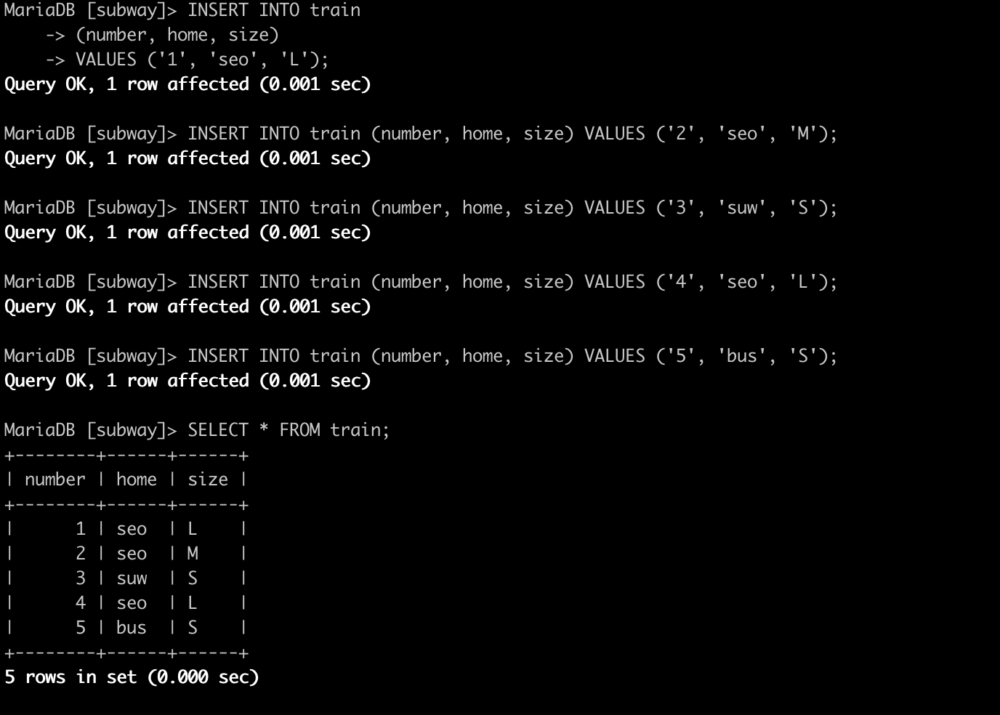 MariaDB [subway]> INSERT INTO train
    -> (number, home, size)
    -> VALUES ('1', 'seo', 'L');
Query OK, 1 row affected (0.001 sec)

MariaDB [subway]> INSERT INTO train (number, home, size) VALUES ('2', 'seo', 'M');
Query OK, 1 row affected (0.001 sec)

MariaDB [subway]> INSERT INTO train (number, home, size) VALUES ('3', 'suw', 'S');
Query OK, 1 row affected (0.001 sec)

MariaDB [subway]> INSERT INTO train (number, home, size) VALUES ('4', 'seo', 'L');
Query OK, 1 row affected (0.001 sec)

MariaDB [subway]> INSERT INTO train (number, home, size) VALUES ('5', 'bus', 'S');
Query OK, 1 row affected (0.001 sec)

MariaDB [subway]> SELECT * FROM train;
+--------+------+------+
| number | home | size |
+--------+------+------+
|      1 | seo  | L    |
|      2 | seo  | M    |
|      3 | suw  | S    |
|      4 | seo  | L    |
|      5 | bus  | S    |
+--------+------+------+
5 rows in set (0.000 sec)